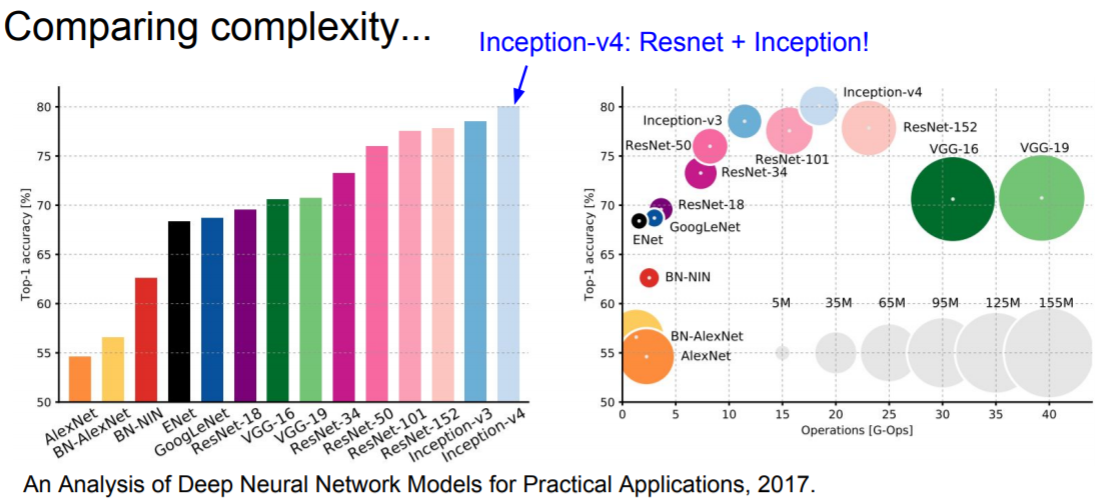 Comparing complexity...
Inception-v4: Resnet + Inception!
Top-1 accuracy [%]
80
75
70
65
60
55
50
AlexNet
BN-AlexNet
BN-NIN
ENet
GoogLeNet
ResNet-18
VGG-16
VGG-19
ResNet-34
ResNet-50
ResNet-101
ResNet-152
Inception-v3
Inception-v4
Top-1 accuracy [%]
80
75
70
65
60
55
50
Inception-v4
Inception-v3
ResNet-152
ResNet-50
VGG-16
VGG-19
ResNet-101
ResNet-34
ResNet-18
GoogLeNet
ENet
BN-NIN
5M
35M
65M
95M
125M
155M
BN-AlexNet
AlexNet
0
5
10
15
20
25
30
35
40
Operations [G-Ops]
An Analysis of Deep Neural Network Models for Practical Applications, 2017.